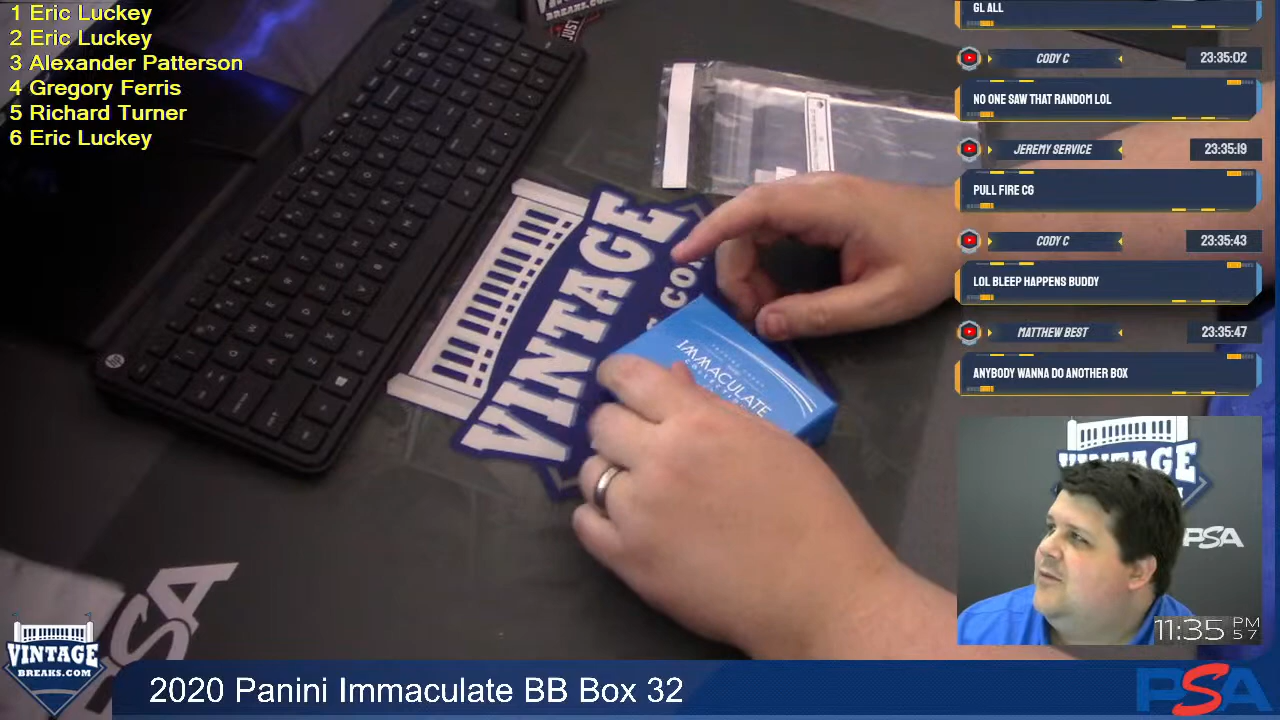 1 Eric Luckey
2 Eric Luckey
3 Alexander Patterson
4 Gregory Ferris
5 Richard Turner
6 Eric Luckey
GL ALL
CODY C
23:35:02
NO ONE SAW THAT RANDOM LOL
JEREMY SERVICE
23:35:19
PULL FIRE CG
CODY C
23:35:43
LOL BLEEP HAPPENS BUDDY
MATTHEW BEST
23:35:47
ANYBODY WANNA DO ANOTHER BOX
VINTAGE
IMMACULATE
VINTAGE
PSA
11:35 PM
57
PSA
VINTAGE
BREAKS.COM
2020 Panini Immaculate BB Box 32
PSA